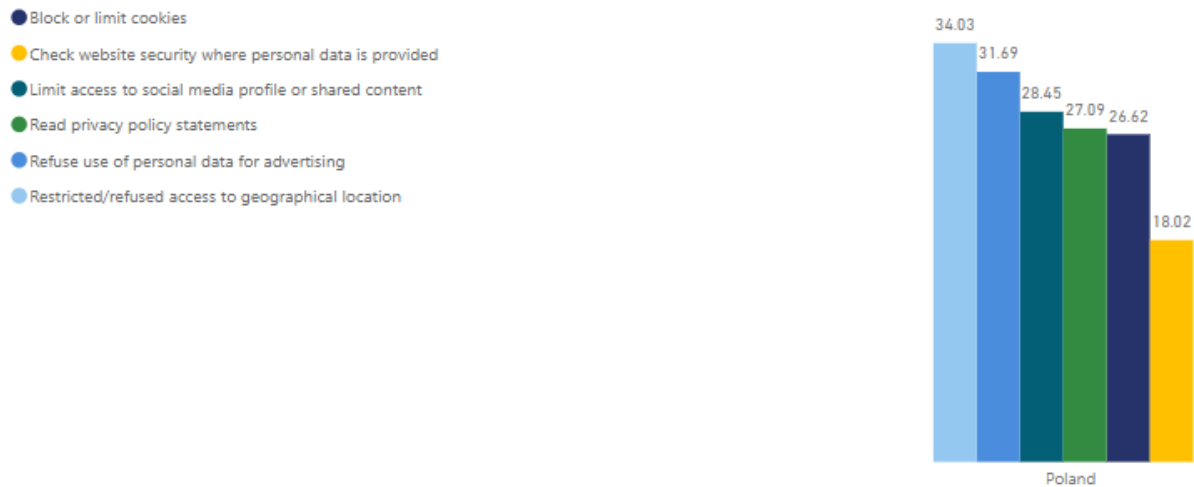 Block or limit cookies
Check website security where personal data is provided
Limit access to social media profile or shared content
Read privacy policy statements
Refuse use of personal data for advertising
Restricted/refused access to geographical location
34.03
31.69
28.45
27.09
26.62
18.02
Poland